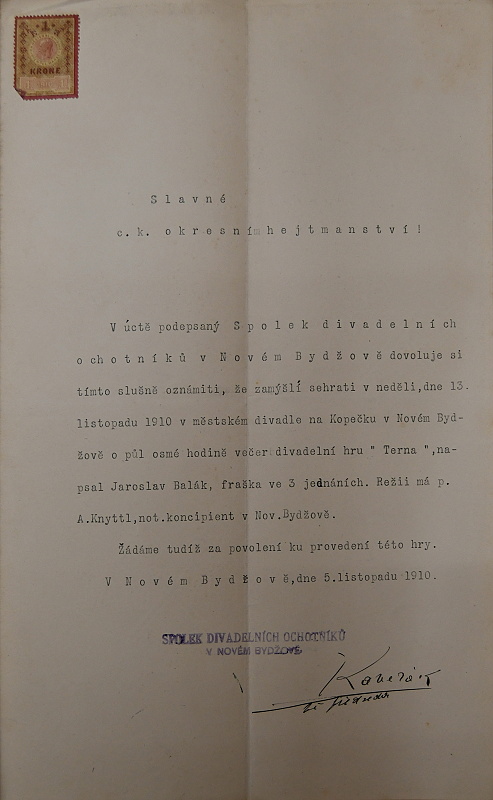 1
KRONE
Slavné
c. k. okresní hejtmanství!
V úctě podepsaný Spolek divadelních
ochotníků v Novém Bydžově dovoluje si
tímto slušně oznámiti, že zamýšlí sehrati v neděli,dne 13.
listopadu 1910 v městském divadle na Kopečku v Novém Byd-
žově o půl osmé hodině večer divadelní hru " Terna ",na-
psal Jaroslav Balák, fraška ve 3 jednáních. Režii má p.
A.Knyttl,not.koncipient v Nov.Bydžově.
Žádáme tudíž za povolení ku provedení této hry.
V Novém Bydžově,dne 5.listopadu 1910.
SPOLEK DIVADELNÍCH OCHOTNÍKŮ
V NOVÉM BYDŽOVĚ